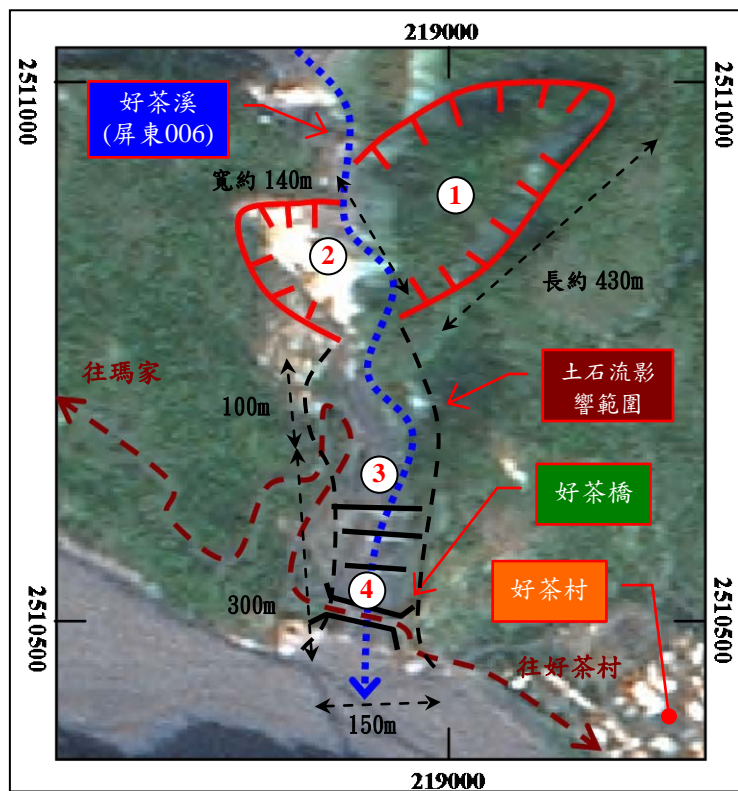 219000
2511000
2511000
好茶溪
(屏東006)
寬約 140m
1
2
長約 430m
往瑪家
100m
土石流影
響範圍
3
好茶橋
4
好茶村
300m
2510500
2510500
往好茶村
150m
219000